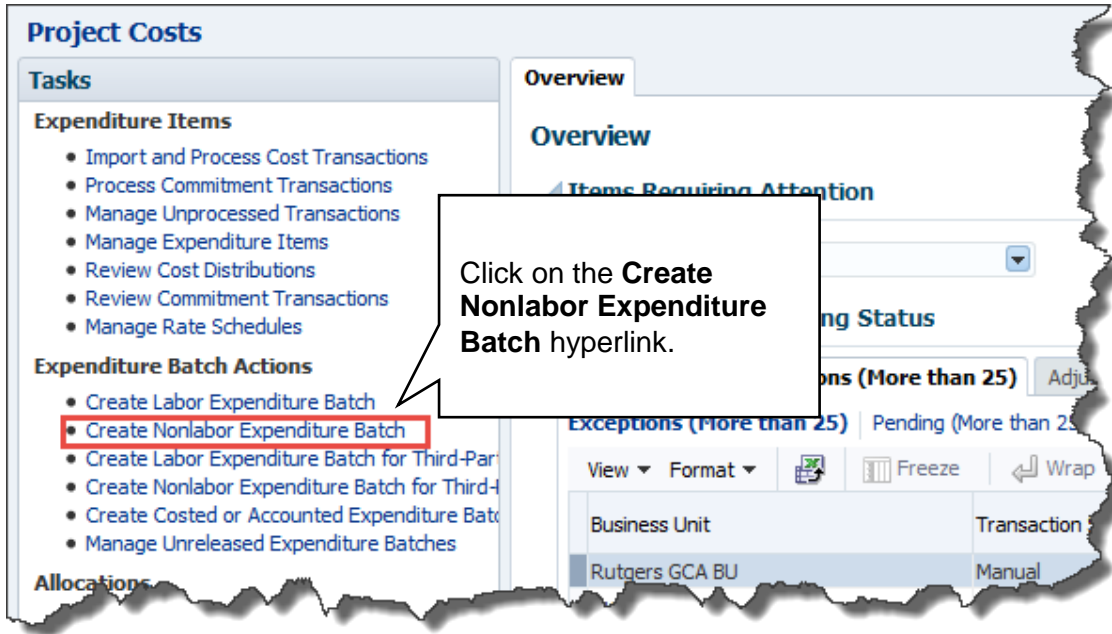 Project Costs
Tasks
Expenditure Items
Import and Process Cost Transactions
Process Commitment Transactions
Manage Unprocessed Transactions
Manage Expenditure Items
Review Cost Distributions
Review Commitment Transactions
Manage Rate Schedules
Expenditure Batch Actions
Create Labor Expenditure Batch
Create Nonlabor Expenditure Batch
Create Labor Expenditure Batch for Third-Part
Create Nonlabor Expenditure Batch for Third-
Create Costed or Accounted Expenditure Batc
Manage Unreleased Expenditure Batches
Allocations
Overview
Overview
Items Requiring Attention
Click on the Create
Nonlabor Expenditure
Batch hyperlink.
ng Status
ons (More than 25) Adju
Exceptions (More than 25) Pending (More than 25
View Format Freeze Wrap
Business Unit Transaction
Rutgers GCA BU Manual